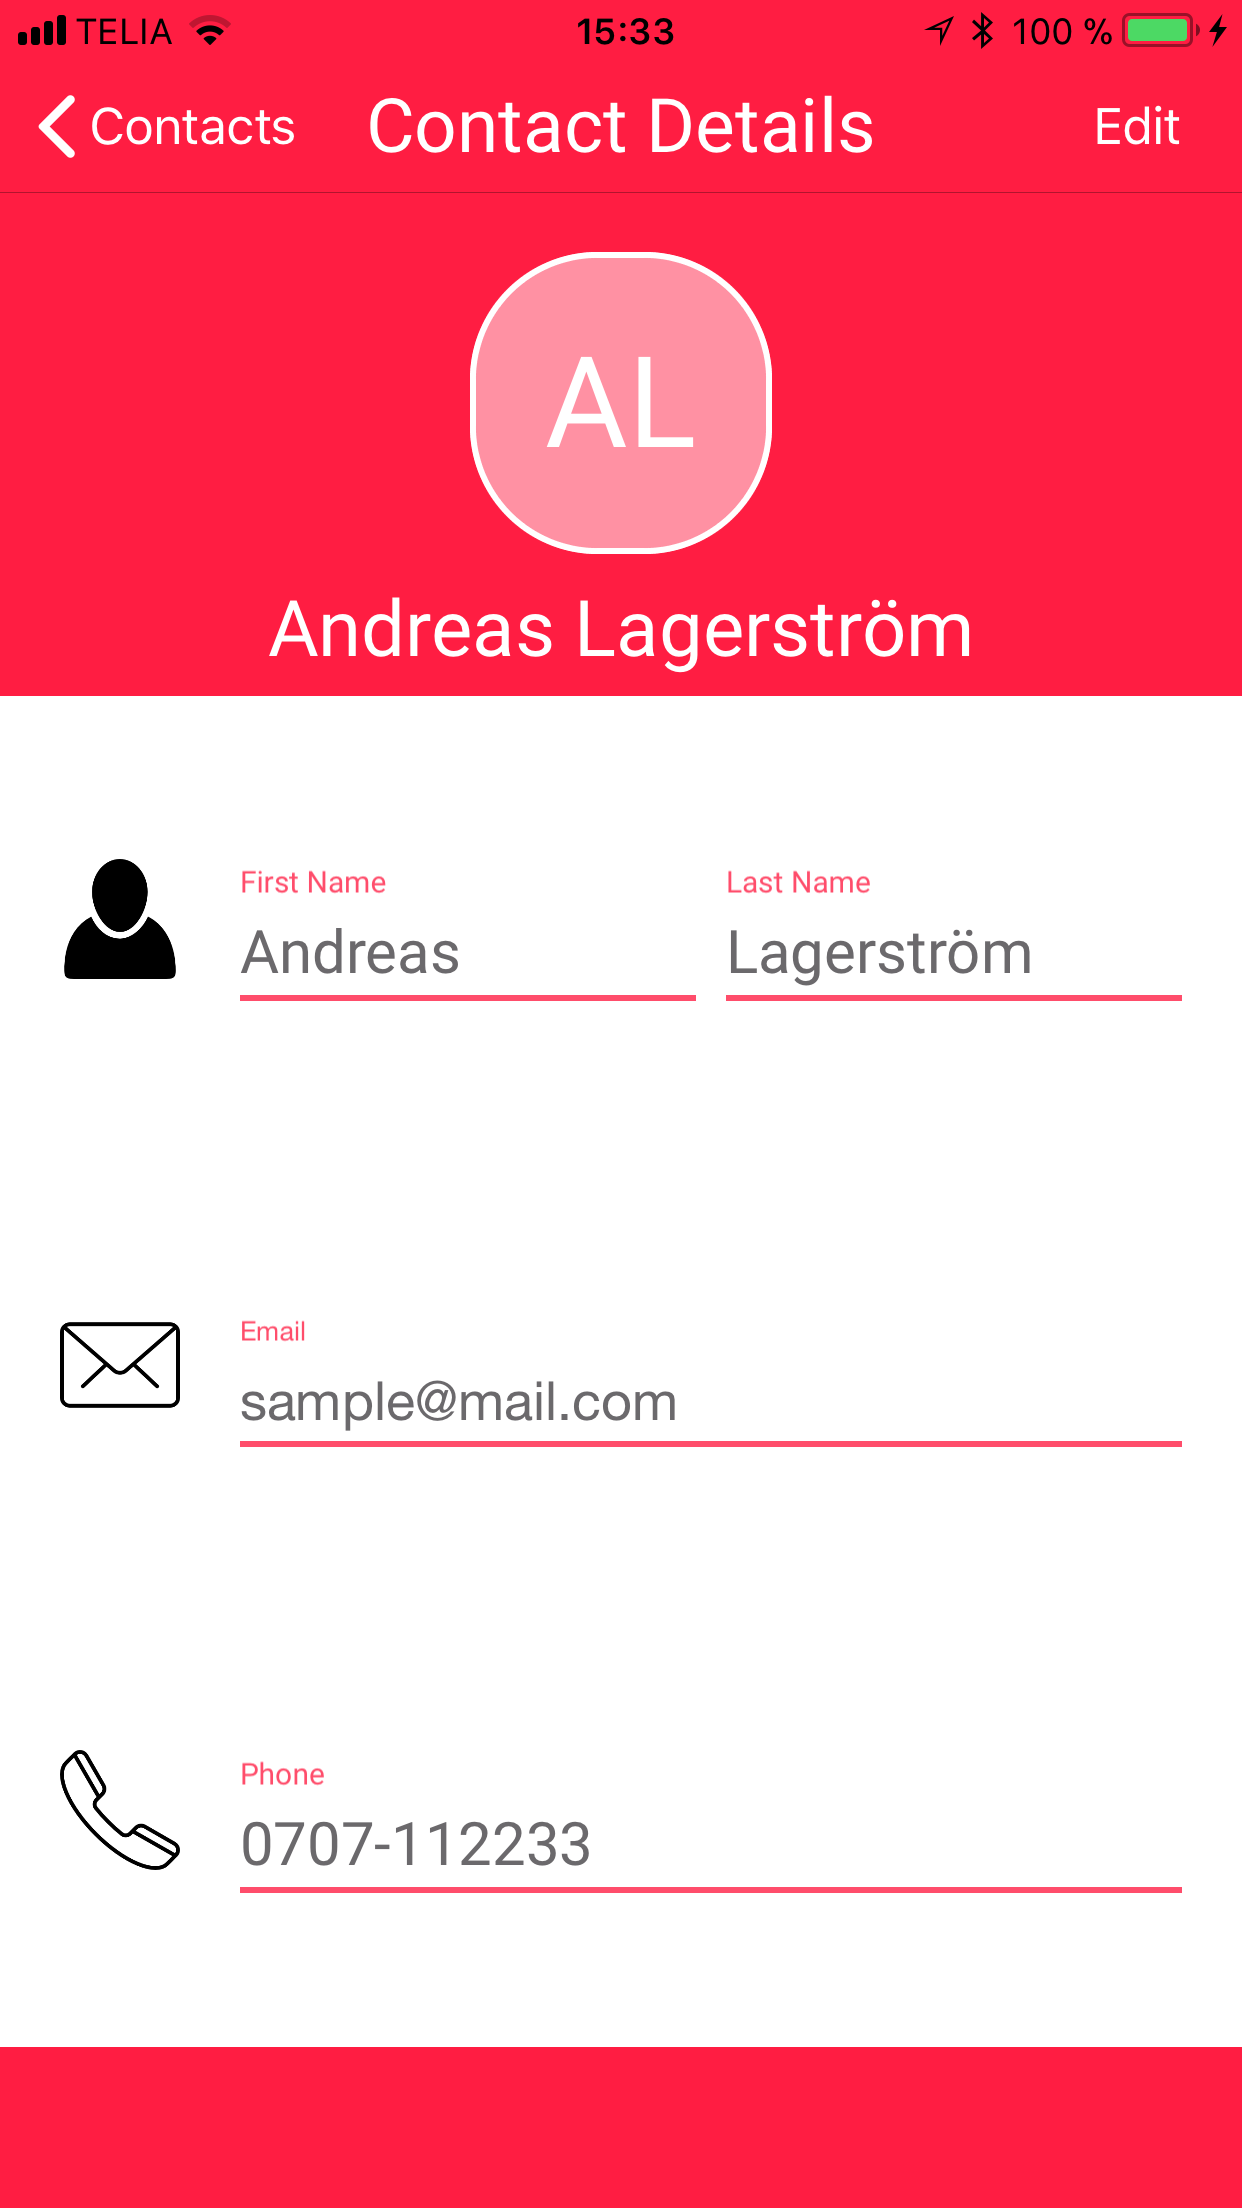 TELIA 15:33 100 %
Contacts Contact Details Edit
AL
Andreas Lagerström
First Name Last Name
Andreas Lagerström
Email
sample@mail.com
Phone
0707-112233